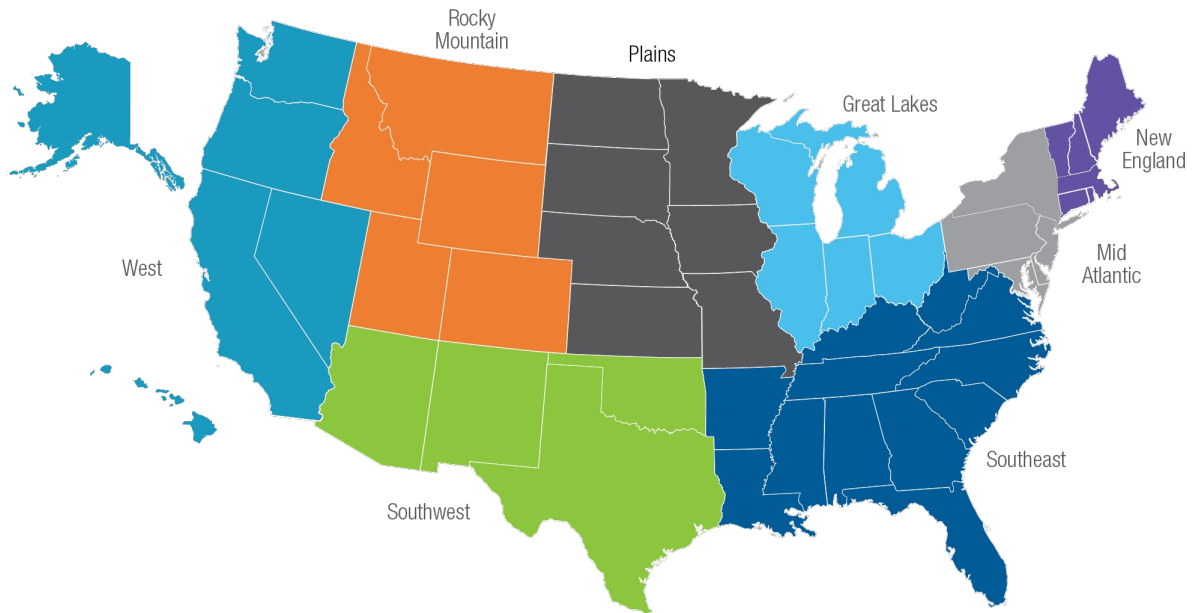 Rocky
Mountain
Plains
Great Lakes
New
England
West
Mid
Atlantic
Southeast
Southwest